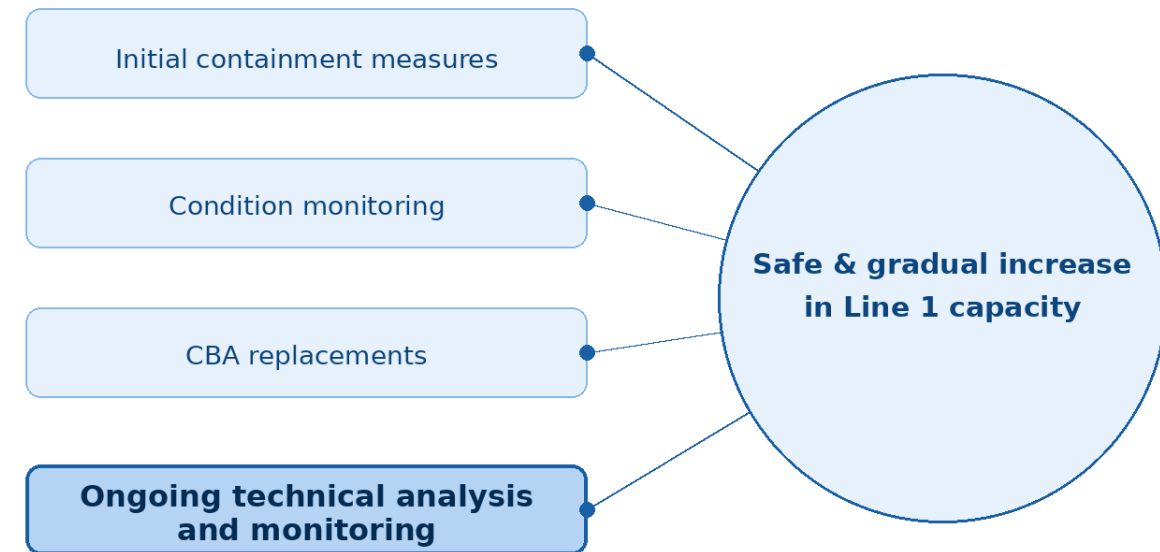 Initial containment measures
Condition monitoring
CBA replacements
Ongoing technical analysis
and monitoring
Safe & gradual increase
in Line 1 capacity